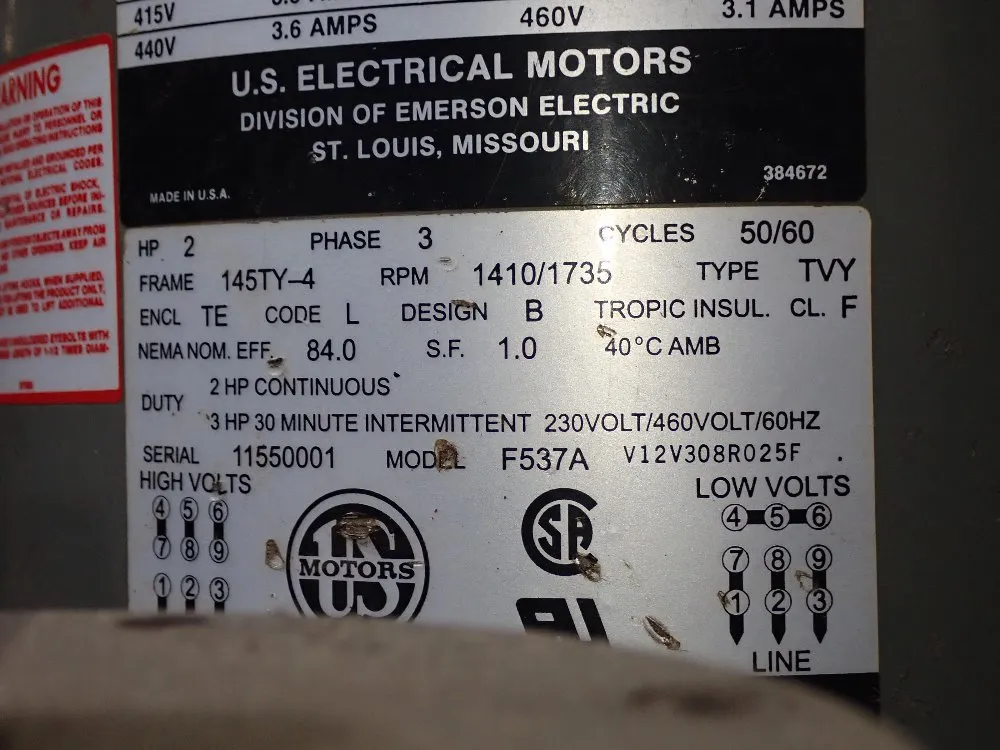 415V
3.6 AMPS 460V 3.1 AMPS
440V
U.S. ELECTRICAL MOTORS
DIVISION OF EMERSON ELECTRIC
ST. LOUIS, MISSOURI
384672
MADE IN U.S.A.
ARNING
HP 2 PHASE 3 CYCLES 50/60
FRAME 145TY-4 RPM 1410/1735 TYPE TVY
ENCL TE CODE L DESIGN B TROPIC INSUL. CL. F
NEMA NOM. EFF. 84.0 S.F. 1.0 40°C AMB
DUTY 2 HP CONTINUOUS
3 HP 30 MINUTE INTERMITTENT 230VOLT/460VOLT/60HZ
SERIAL 11550001 MODEL F537A V12V308R025F .
HIGH VOLTS LOW VOLTS
4 5 6 4 5 6
7 8 9 7 8 9
1 2 3 1 2 3
MOTORS
US
SA
LINE